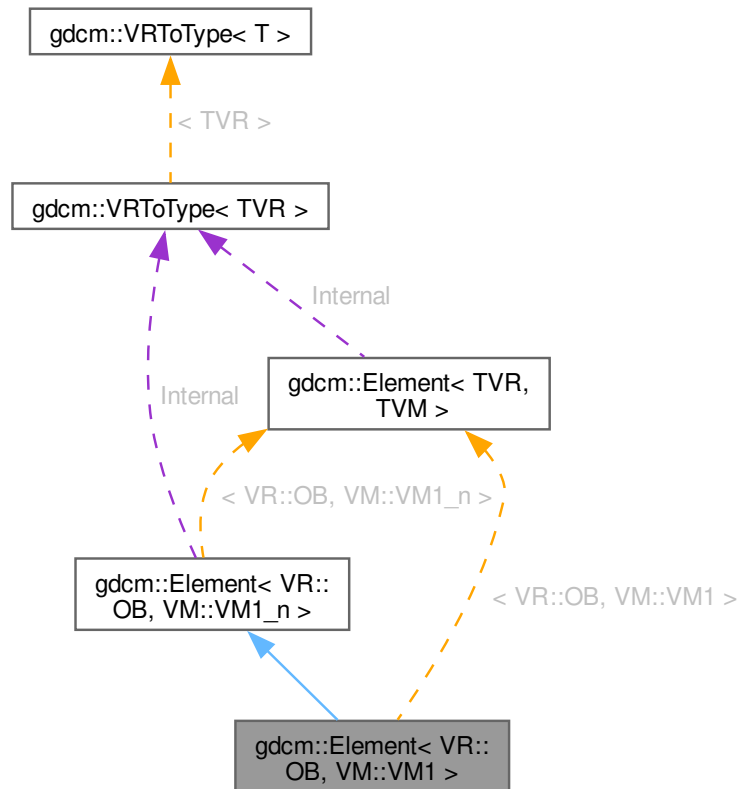 gdcm::VRToType< T >
< TVR >
gdcm::VRToType< TVR >
Internal
gdcm::Element< TVR,
TVM >
Internal
< VR::OB, VM::VM1_n >
gdcm::Element< VR::
OB, VM::VM1_n >
< VR::OB, VM::VM1 >
gdcm::Element< VR::
OB, VM::VM1 >